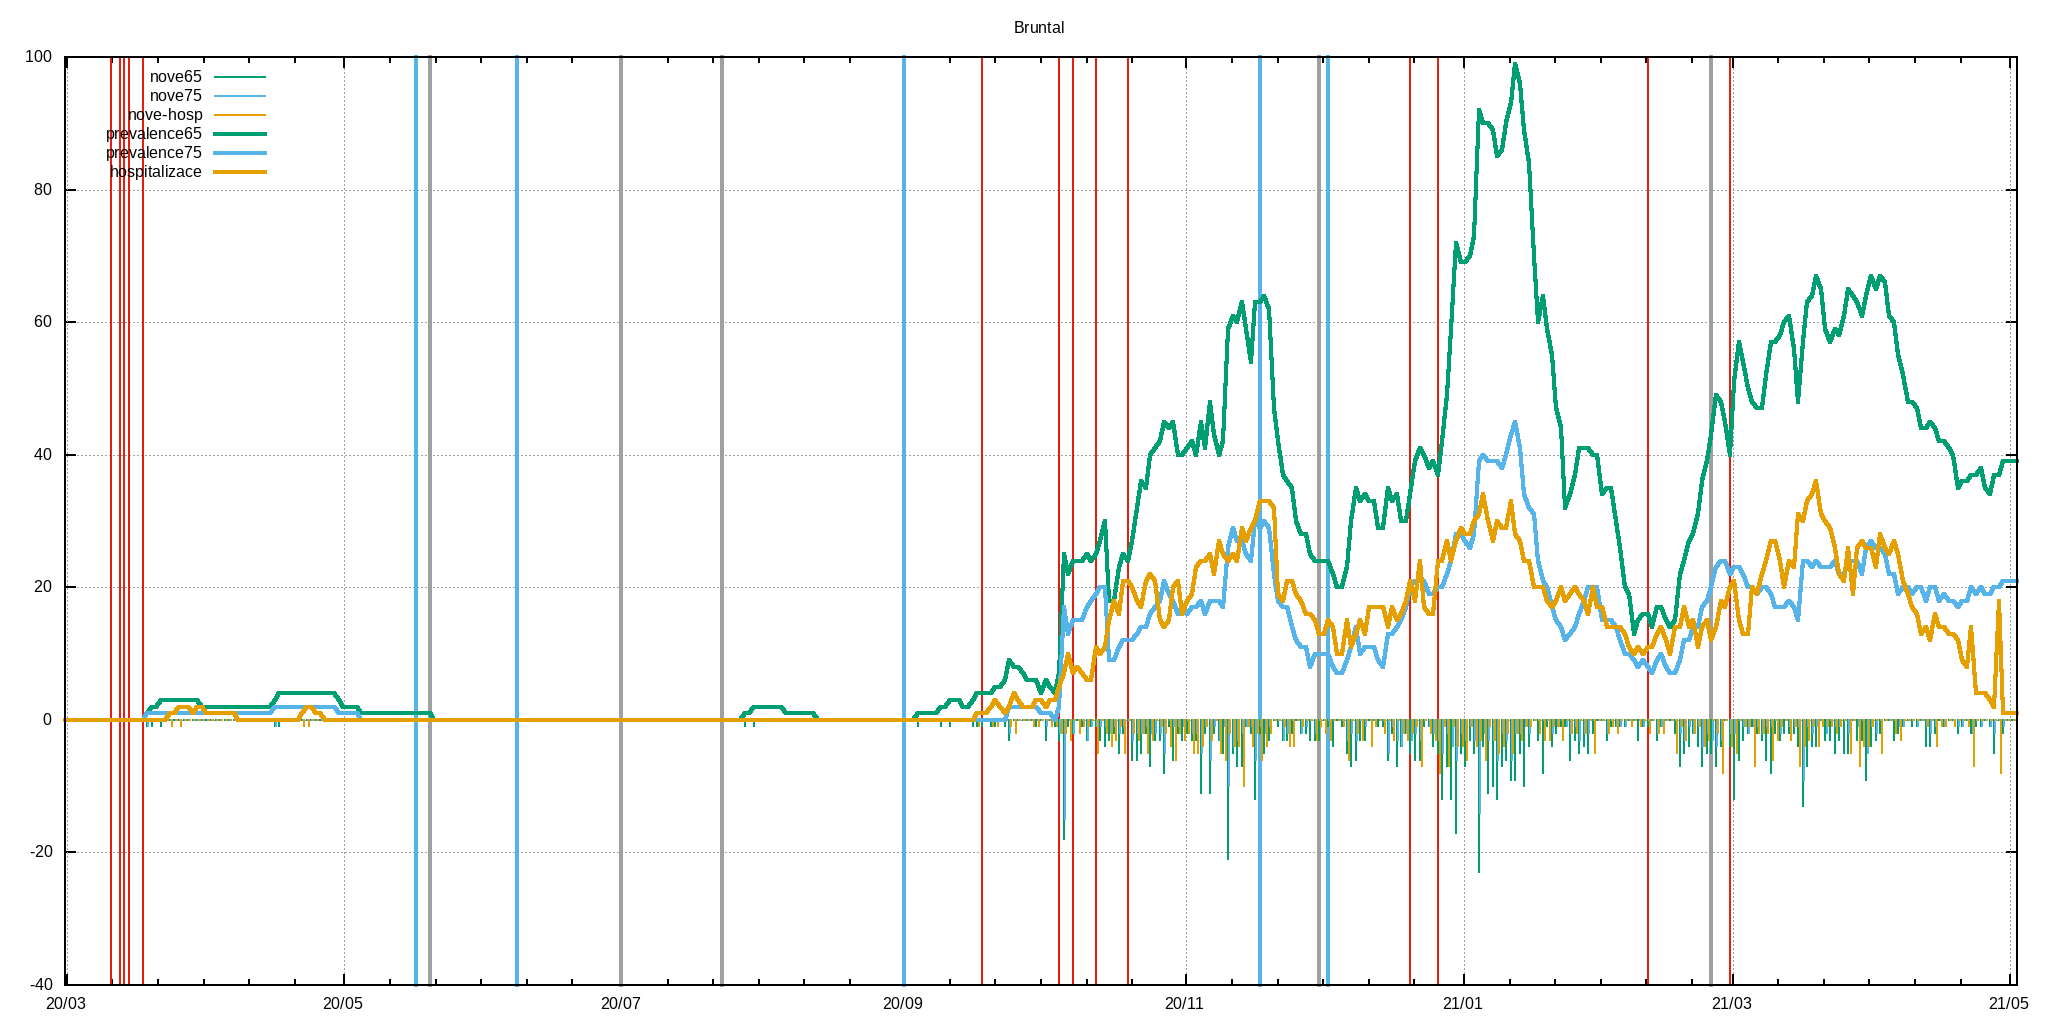 Bruntal
100
80
60
40
20
0
-20
-40
nove65
nove75
nove-hosp
prevalence65
prevalence75
hospitalizace
20/03 20/05 20/07 20/09 20/11 21/01 21/03 21/05